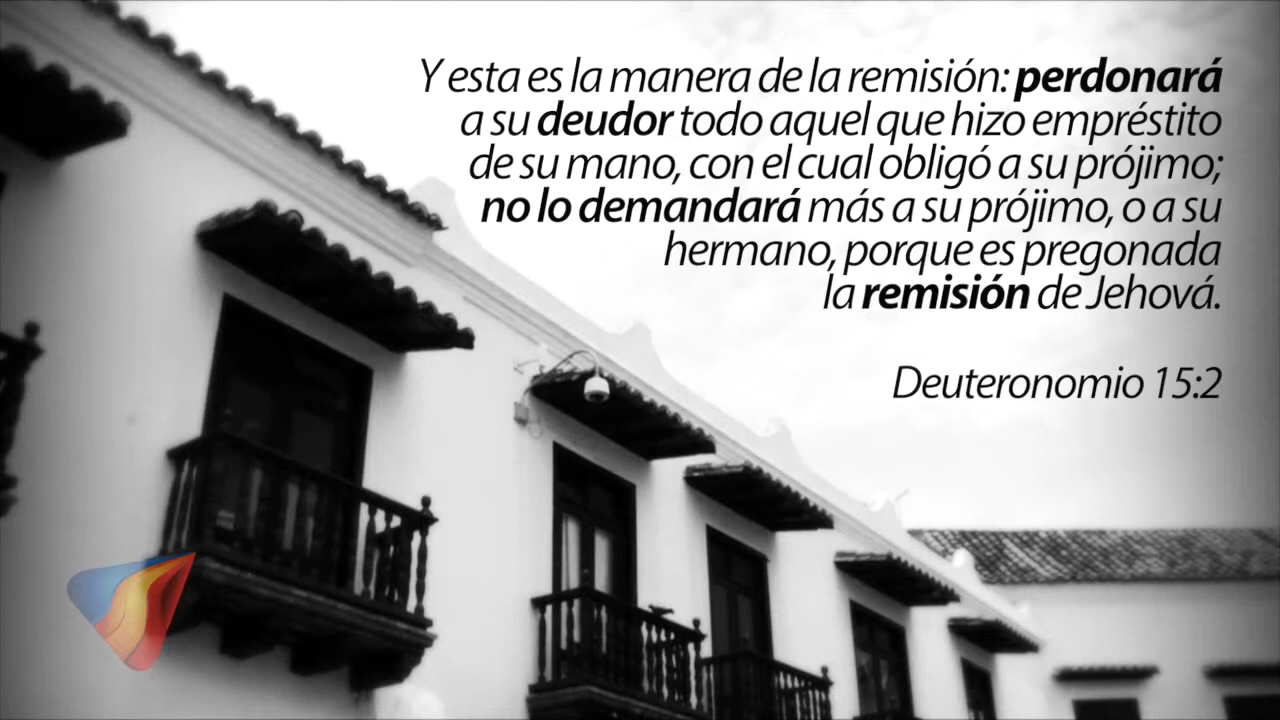 Y esta es la manera de la remisión: perdonará
a su deudor todo aquel que hizo empréstito
de su mano, con el cual obligó a su prójimo;
no lo demandará más a su prójimo, o a su
hermano, porque es pregonada
la remisión de Jehová.
Deuteronomio 15:2